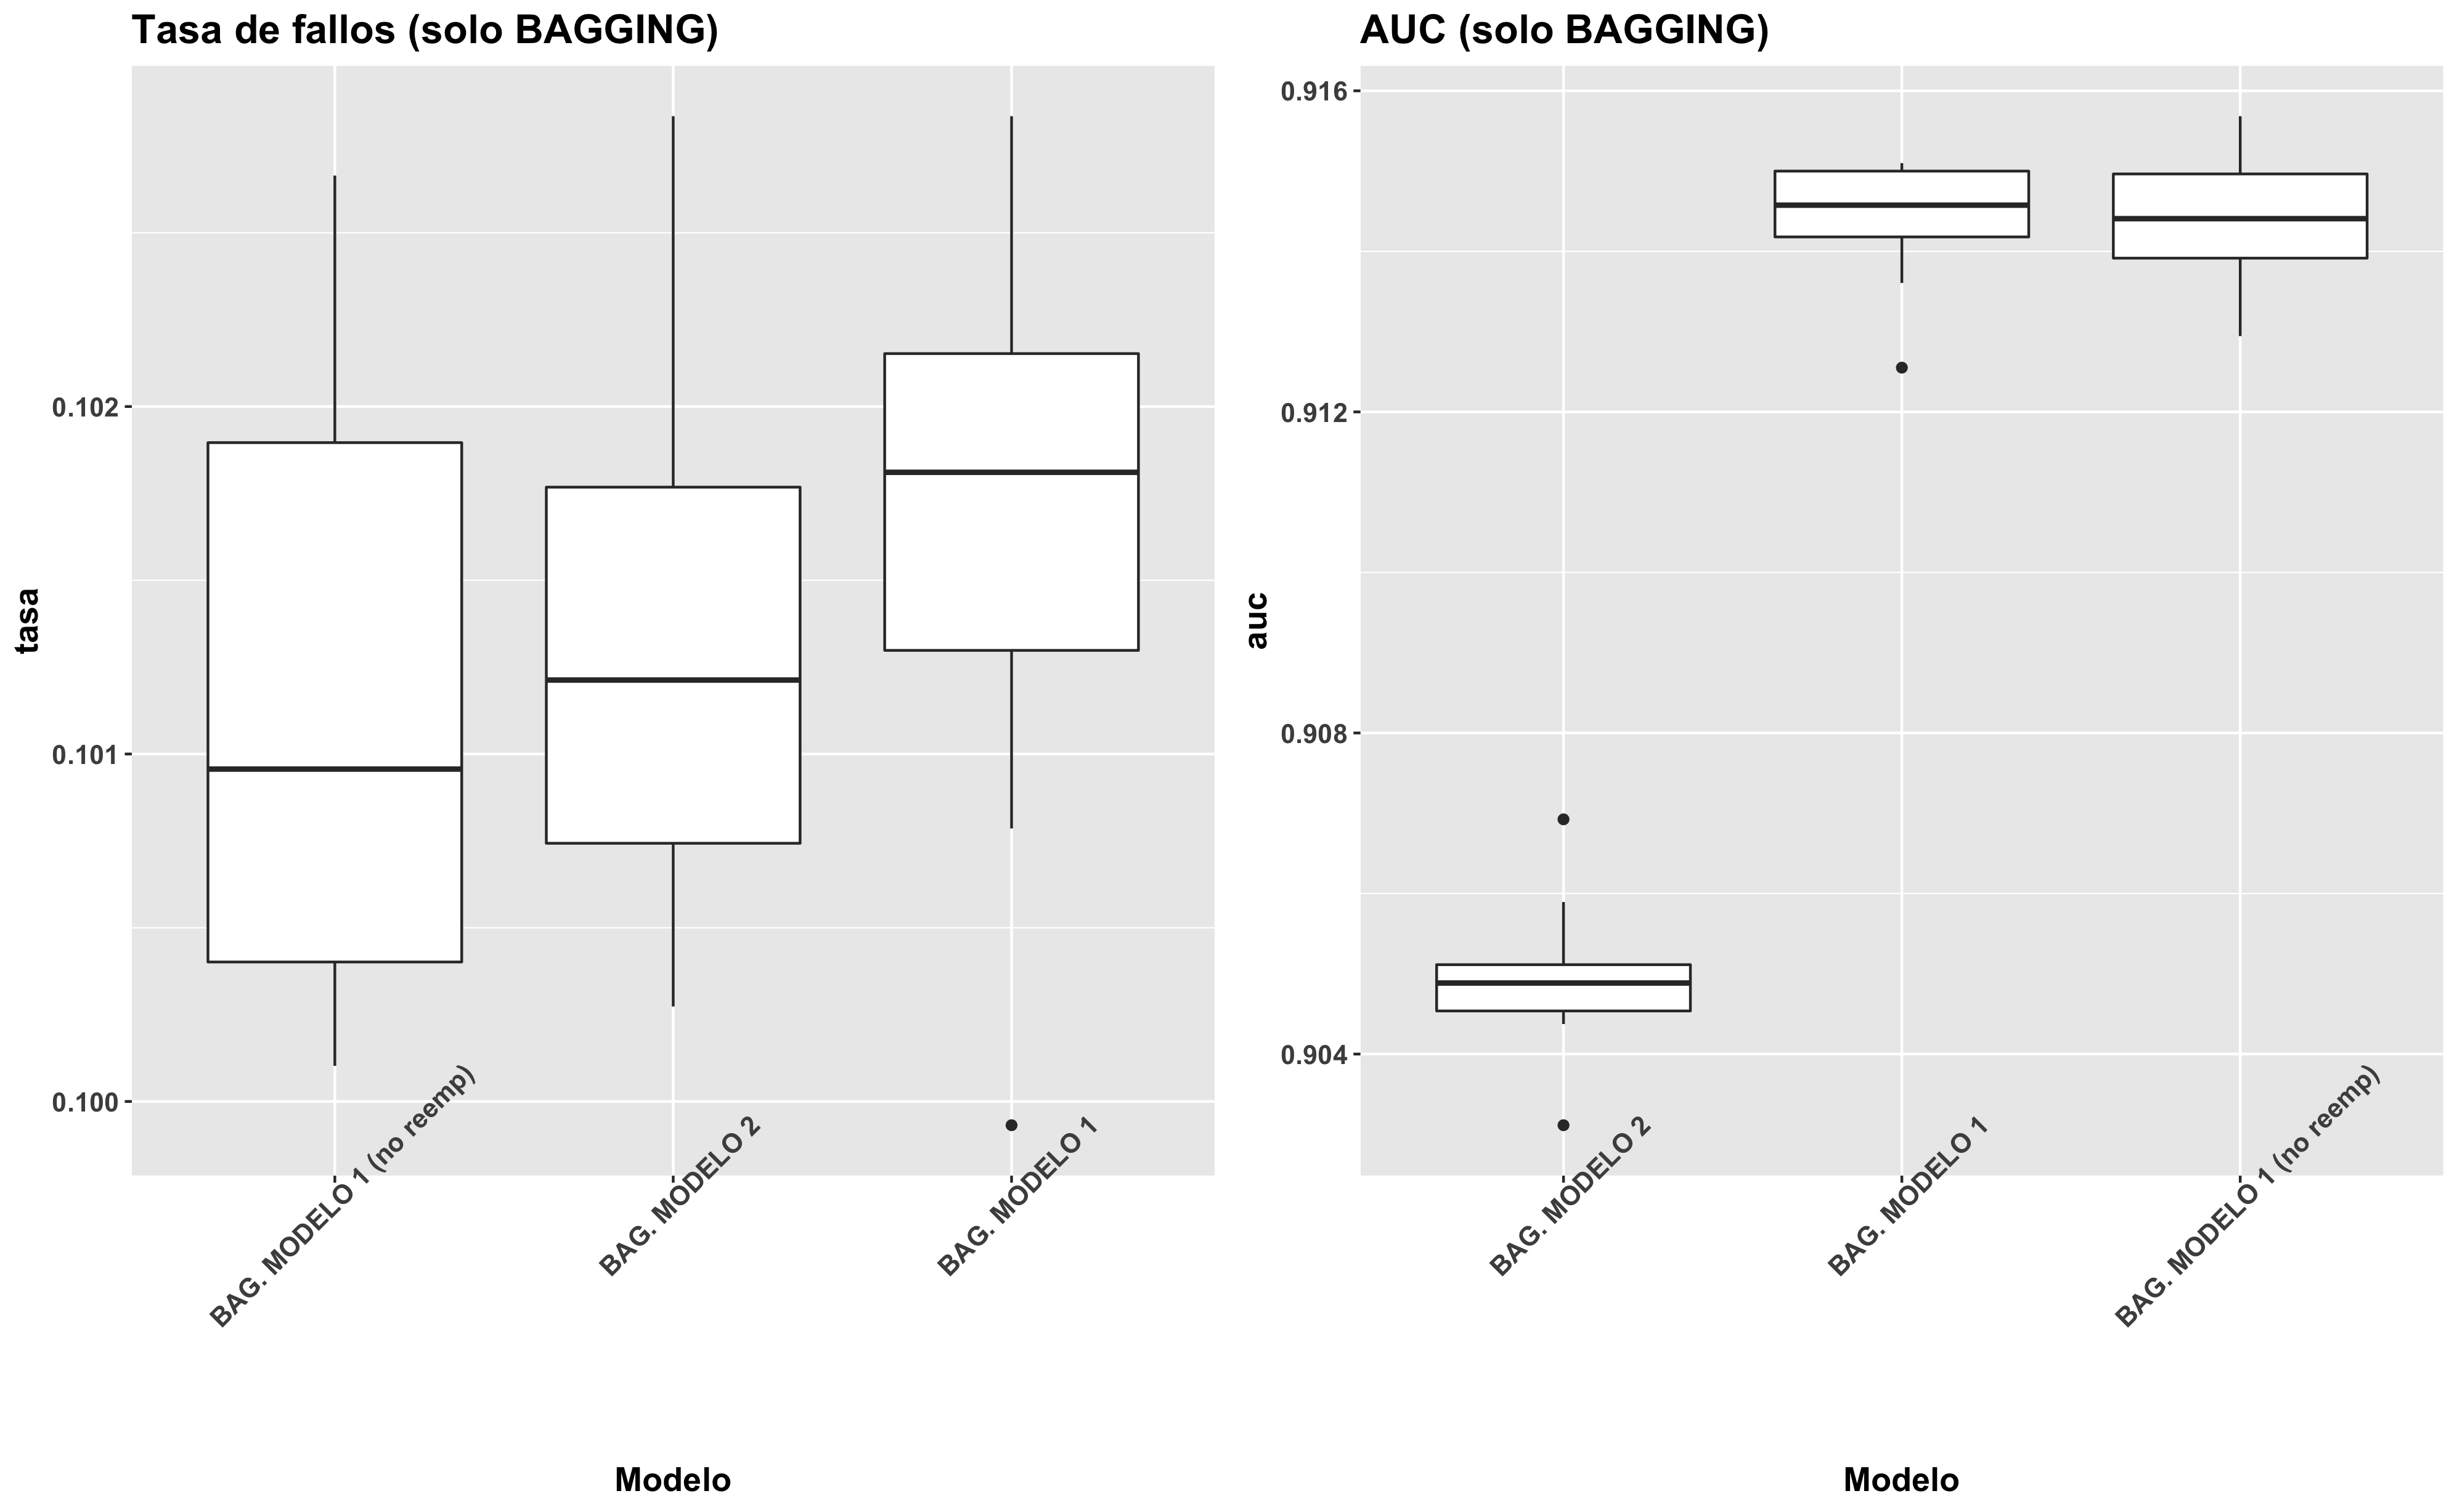 Tasa de fallos (solo BAGGING)
tasa
0.102
0.101
0.100
BAG. MODELO 1 (no reemp)
BAG. MODELO 2
BAG. MODELO 1
Modelo
AUC (solo BAGGING)
auc
0.916
0.912
0.908
0.904
BAG. MODELO 2
BAG. MODELO 1
BAG. MODELO 1 (no reemp)
Modelo